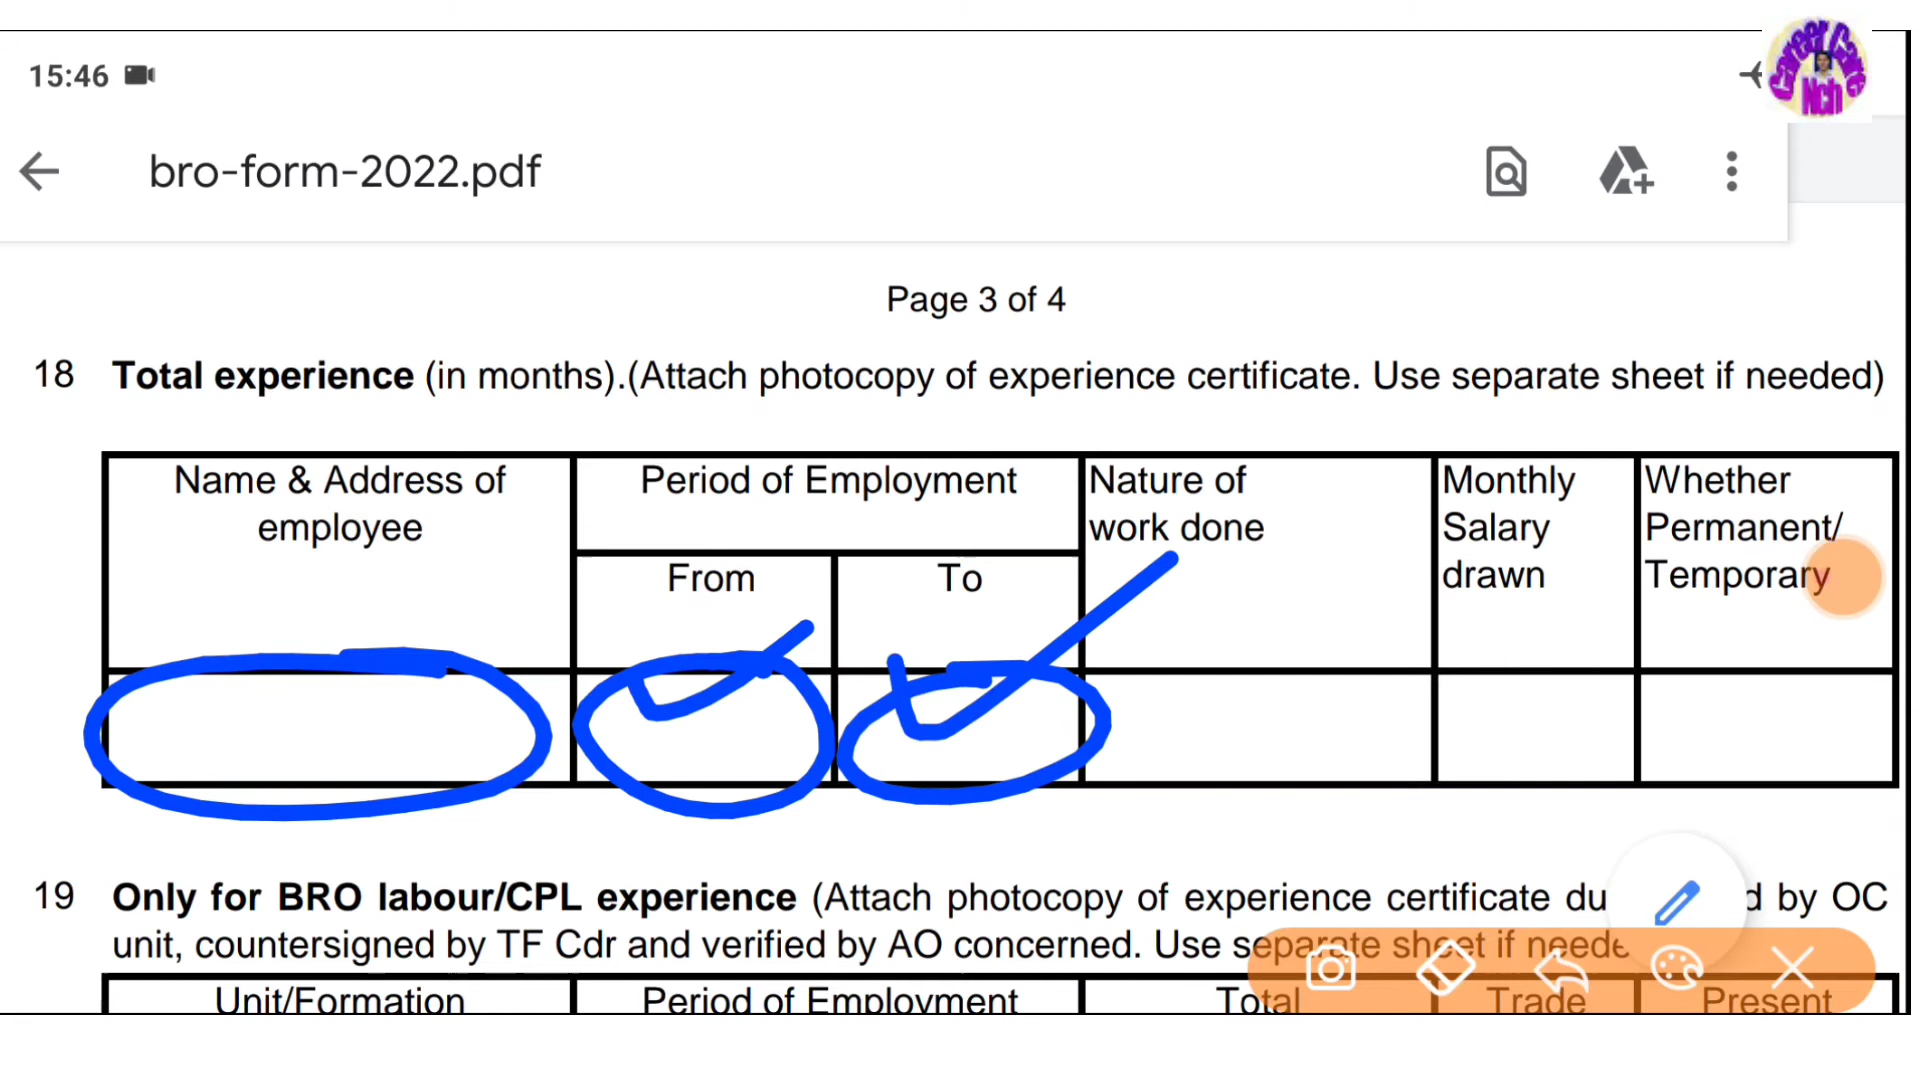 15:46
Career Care
Nch
bro-form-2022.pdf
Page 3 of 4
18 Total experience (in months).(Attach photocopy of experience certificate. Use separate sheet if needed)
Name & Address of
employee
Period of Employment
From
To
Nature of
work done
Monthly
Salary
drawn
Whether
Permanent/
Temporary
19 Only for BRO labour/CPL experience (Attach photocopy of experience certificate du d by OC
unit, countersigned by TF Cdr and verified by AO concerned. Use separate sheet if neede
Unit/Formation
Period of Employment
Total
Trade
Present